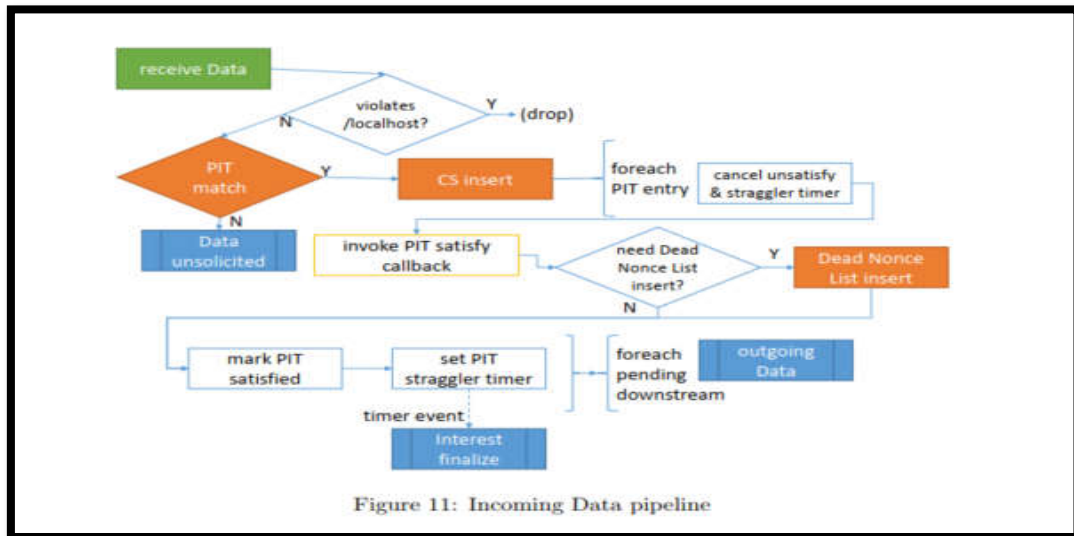 receive Data
violates
/localhost?
Y
(drop)
N
PIT
match
Y
CS insert
foreach
PIT entry
cancel unsatisfy
& straggler timer
N
Data
unsolicited
invoke PIT satisfy
callback
need Dead
Nonce List
insert?
Y
Dead Nonce
List insert
N
mark PIT
satisfied
set PIT
straggler timer
foreach
pending
downstream
outgoing
Data
timer event
Interest
finalize
Figure 11: Incoming Data pipeline